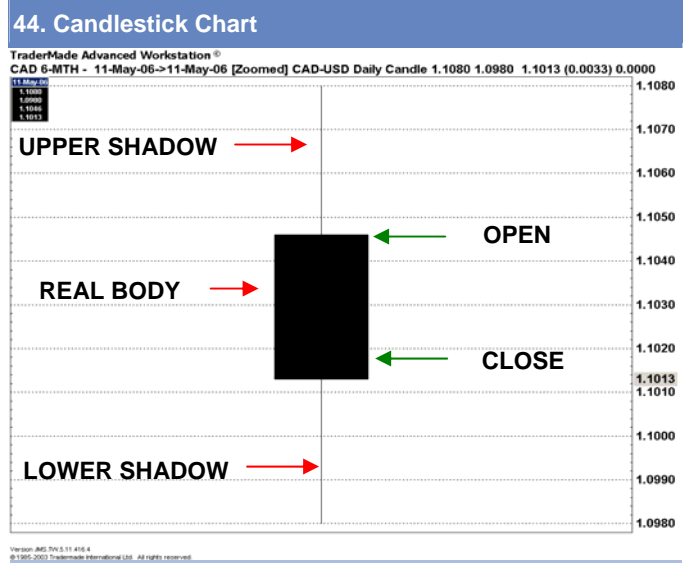 44. Candlestick Chart
TraderMade Advanced Workstation ©
CAD 6-MTH - 11-May-06->11-May-06 [Zoomed] CAD-USD Daily Candle 1.1080 1.0980 1.1013 (0.0033) 0.0000
11-May-06
1.1080
1.0980
1.1046
1.1013
1.1080
1.1070
UPPER SHADOW
1.1060
1.1050
OPEN
1.1040
REAL BODY
1.1030
1.1020
CLOSE
1.1013
1.1010
1.1000
LOWER SHADOW
1.0990
1.0980
Version JMS.TW.5.11.416.4
© 1985-2003 Tradermade International Ltd. All rights reserved.